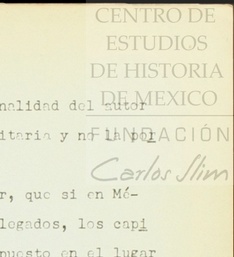 CENTRO DE
ESTUDIOS
DE HISTORIA
DE MEXICO
FUNDACIÓN
Carlos Slim
nalidad del autor
itaria y no la por
r, que si en Mé-
logados, los capi
puesto en el lugar